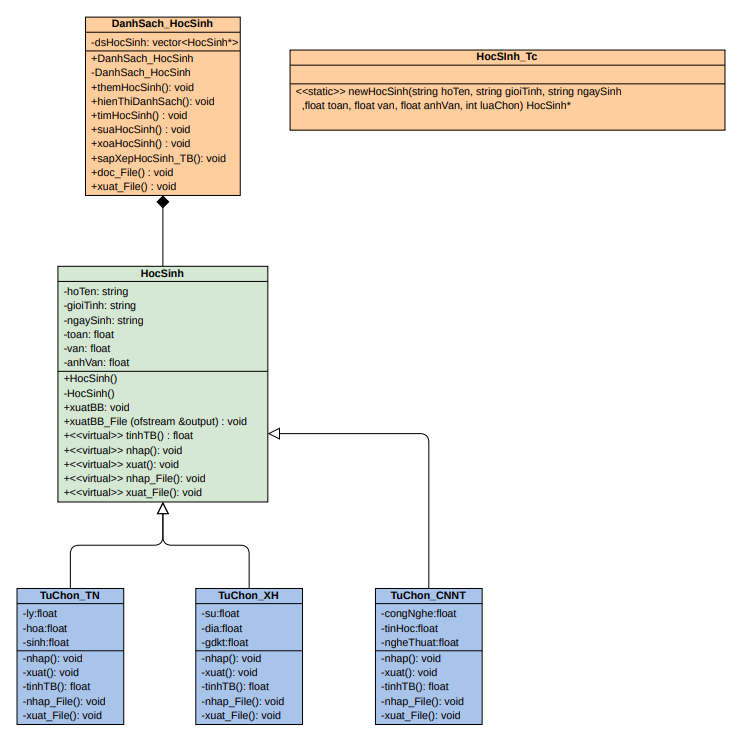 DanhSach_HocSinh
-dsHocSinh: vector<HocSinh*>
+DanhSach_HocSinh
-DanhSach_HocSinh
+themHocSinh(): void
+hienThiDanhSach(): void
+timHocSinh() : void
+suaHocSinh() : void
+xoaHocSinh() : void
+sapXepHocSinh_TB(): void
+doc_File() : void
+xuat_File() : void
HocSInh_Tc
<<static>> newHocSinh(string hoTen, string gioiTinh, string ngaySinh
,float toan, float van, float anhVan, int luaChon) HocSinh*
HocSinh
-hoTen: string
-gioiTinh: string
-ngaySinh: string
-toan: float
-van: float
-anhVan: float
+HocSinh()
-HocSinh()
+xuatBB: void
+xuatBB_File (ofstream &output) : void
+<<virtual>> tinhTB() : float
+<<virtual>> nhap(): void
+<<virtual>> xuat(): void
+<<virtual>> nhap_File(): void
+<<virtual>> xuat_File(): void
TuChon_TN
-ly:float
-hoa:float
-sinh:float
-nhap(): void
-xuat(): void
-tinhTB(): float
-nhap_File(): void
-xuat_File(): void
TuChon_XH
-su:float
-dia:float
-gdkt:float
-nhap(): void
-xuat(): void
-tinhTB(): float
-nhap_File(): void
-xuat_File(): void
TuChon_CNNT
-congNghe:float
-tinHoc:float
-ngheThuat:float
-nhap(): void
-xuat(): void
-tinhTB(): float
-nhap_File(): void
-xuat_File(): void